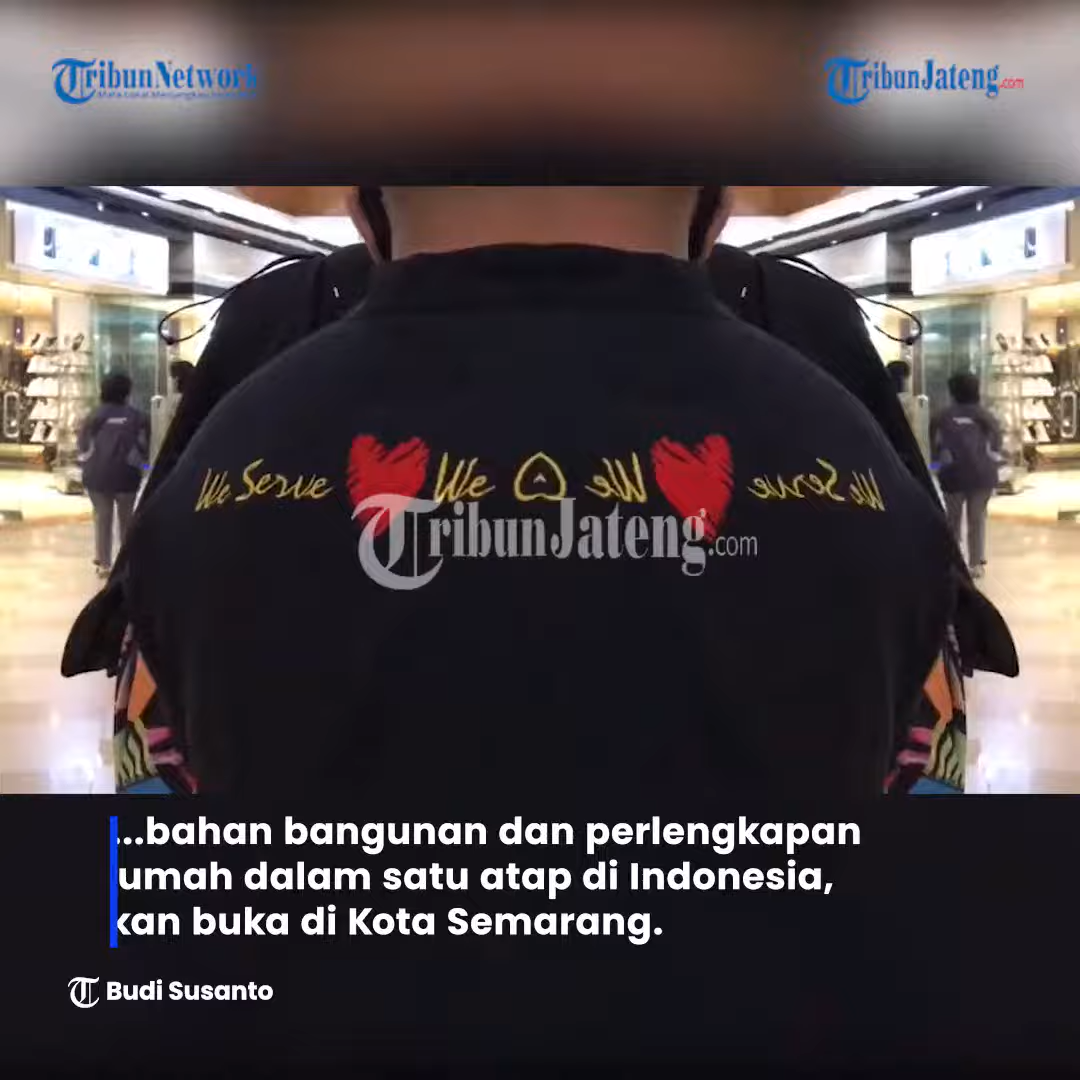 TribunNetwork
TribunJateng.com
We Serve We We We Serve
TribunJateng.com
...bahan bangunan dan perlengkapan
umah dalam satu atap di Indonesia,
kan buka di Kota Semarang.
Budi Susanto